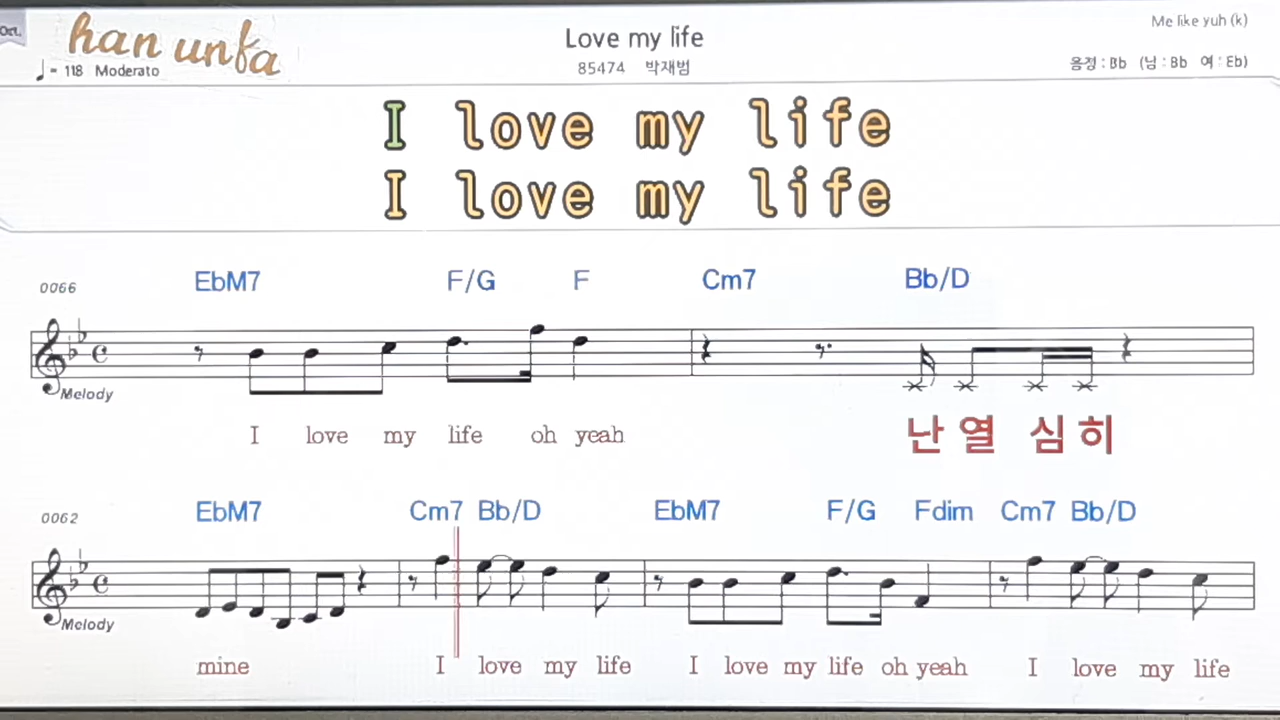 Oct.
han unfa
Love my life
Me like yuh (k)
♩= 118 Moderato
85474 박재범
음정 : Bb (남 : Bb 여 : Eb)
I love my life
I love my life
EbM7 F/G F Cm7 Bb/D
0066
Melody
I love my life oh yeah 난 열 심 히
EbM7 Cm7 Bb/D EbM7 F/G Fdim Cm7 Bb/D
0062
Melody
mine I love my life I love my life oh yeah I love my life